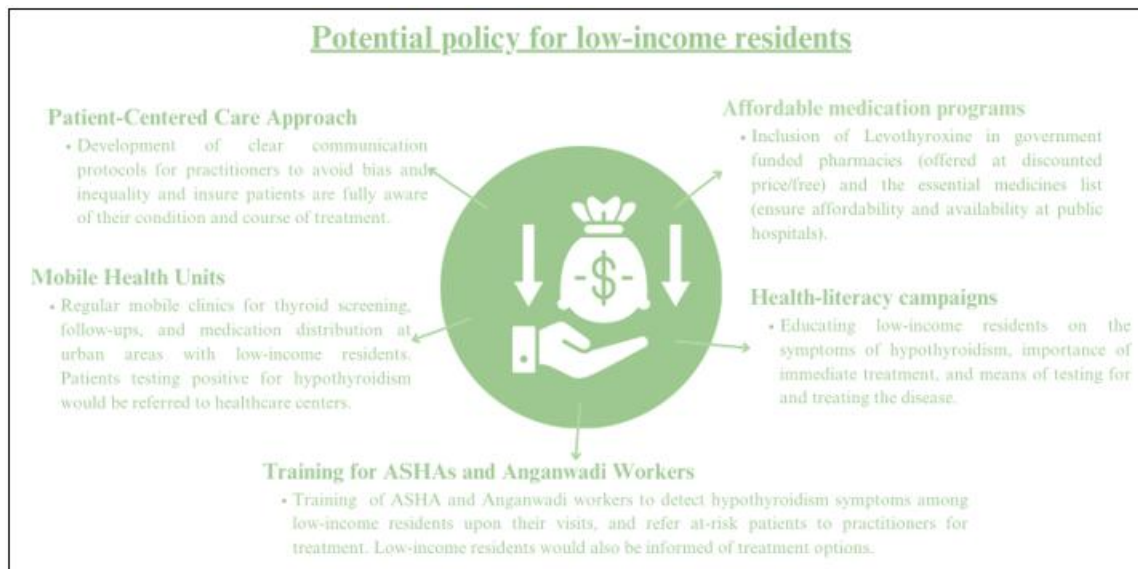 Potential policy for low-income residents
Patient-Centered Care Approach
• Development of clear communication
protocols for practitioners to avoid bias and
inequality and insure patients are fully aware
of their condition and course of treatment.
Mobile Health Units
• Regular mobile clinics for thyroid screening,
follow-ups, and medication distribution at
urban areas with low-income residents.
Patients testing positive for hypothyroidism
would be referred to healthcare centers.
Affordable medication programs
• Inclusion of Levothyroxine in government
funded pharmacies (offered at discounted
price/free) and the essential medicines list
(ensure affordability and availability at public
hospitals).
Health-literacy campaigns
• Educating low-income residents on the
symptoms of hypothyroidism, importance of
immediate treatment, and means of testing for
and treating the disease.
$
Training for ASHAs and Anganwadi Workers
• Training of ASHA and Anganwadi workers to detect hypothyroidism symptoms among
low-income residents upon their visits, and refer at-risk patients to practitioners for
treatment. Low-income residents would also be informed of treatment options.